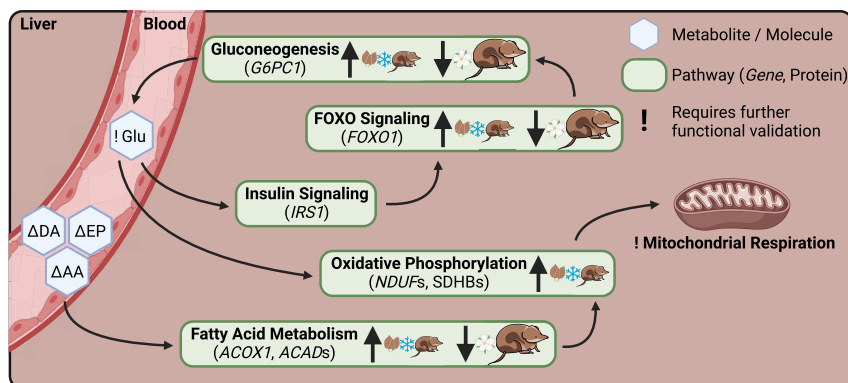 Liver
Blood
Gluconeogenesis
(G6PC1)
Metabolite / Molecule
Pathway (Gene, Protein)
! Requires further
functional validation
FOXO Signaling
(FOXO1)
! Glu
Insulin Signaling
(IRS1)
ΔDA
ΔEP
ΔAA
! Mitochondrial Respiration
Oxidative Phosphorylation
(NDUFs, SDHBs)
Fatty Acid Metabolism
(ACOX1, ACADs)